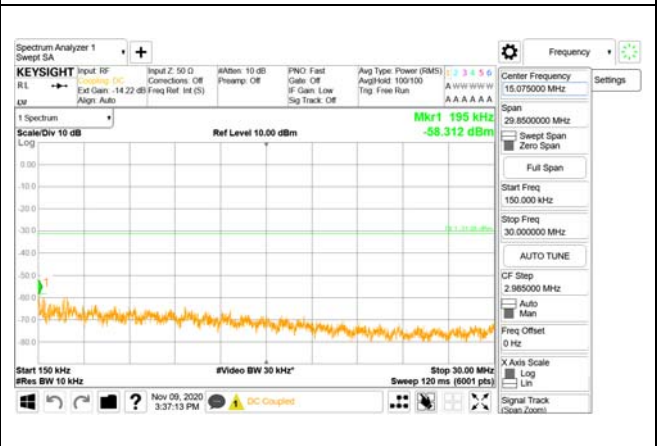 Spectrum Analyzer 1
Swept SA
Frequency
KEYSIGHT
RL
Input: RF
Coupling: DC
Ext Gain: -14.22 dB
Align: Auto
Input Z: 50 Ω
Corrections: Off
Freq Ref: Int (S)
#Atten: 10 dB
Preamp: Off
PNO: Fast
Gate: Off
IF Gain: Low
Sig Track: Off
Avg Type: Power (RMS)
Avg|Hold: 100/100
Trig: Free Run
1 2 3 4 5 6
A W W W W W
A A A A A A
Center Frequency
15.075000 MHz
Settings
Span
29.8500000 MHz
Swept Span
Zero Span
Full Span
Start Freq
150.000 kHz
Stop Freq
30.000000 MHz
AUTO TUNE
CF Step
2.985000 MHz
Auto
Man
Freq Offset
0 Hz
X Axis Scale
Log
Lin
Signal Track
(Span Zoom)
1 Spectrum
Scale/Div 10 dB
Ref Level 10.00 dBm
Mkr1 195 kHz
-58.312 dBm
Log
0.00
-10.0
-20.0
-30.0
-40.0
-50.0
-60.0
-70.0
-80.0
1
Start 150 kHz
#Video BW 30 kHz*
Stop 30.00 MHz
#Res BW 10 kHz
Sweep 120 ms (6001 pts)
Nov 09, 2020
3:37:13 PM
DC Coupled